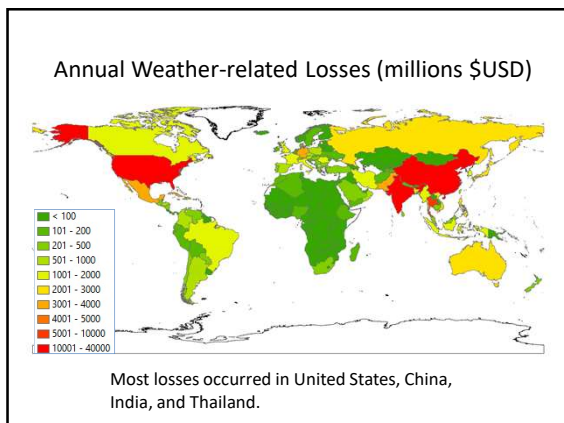 Annual Weather-related Losses (millions $USD)
< 100
101 - 200
201 - 500
501 - 1000
1001 - 2000
2001 - 3000
3001 - 4000
4001 - 5000
5001 - 10000
10001 - 40000
Most losses occurred in United States, China,
India, and Thailand.